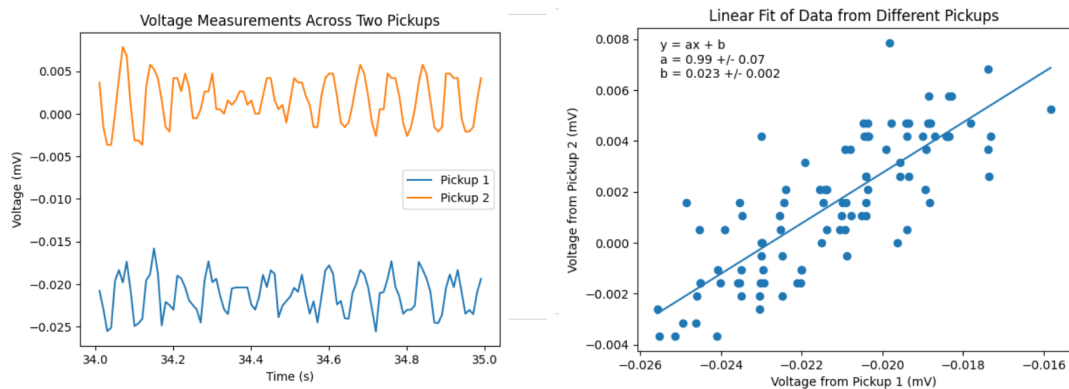 Voltage Measurements Across Two Pickups
0.005
0.000
−0.005
−0.010
−0.015
−0.020
−0.025
Voltage (mV)
Pickup 1
Pickup 2
34.0 34.2 34.4 34.6 34.8 35.0
Time (s)
Linear Fit of Data from Different Pickups
y = ax + b
a = 0.99 +/- 0.07
b = 0.023 +/- 0.002
0.008
0.006
0.004
0.002
0.000
−0.002
−0.004
Voltage from Pickup 2 (mV)
−0.026 −0.024 −0.022 −0.020 −0.018 −0.016
Voltage from Pickup 1 (mV)